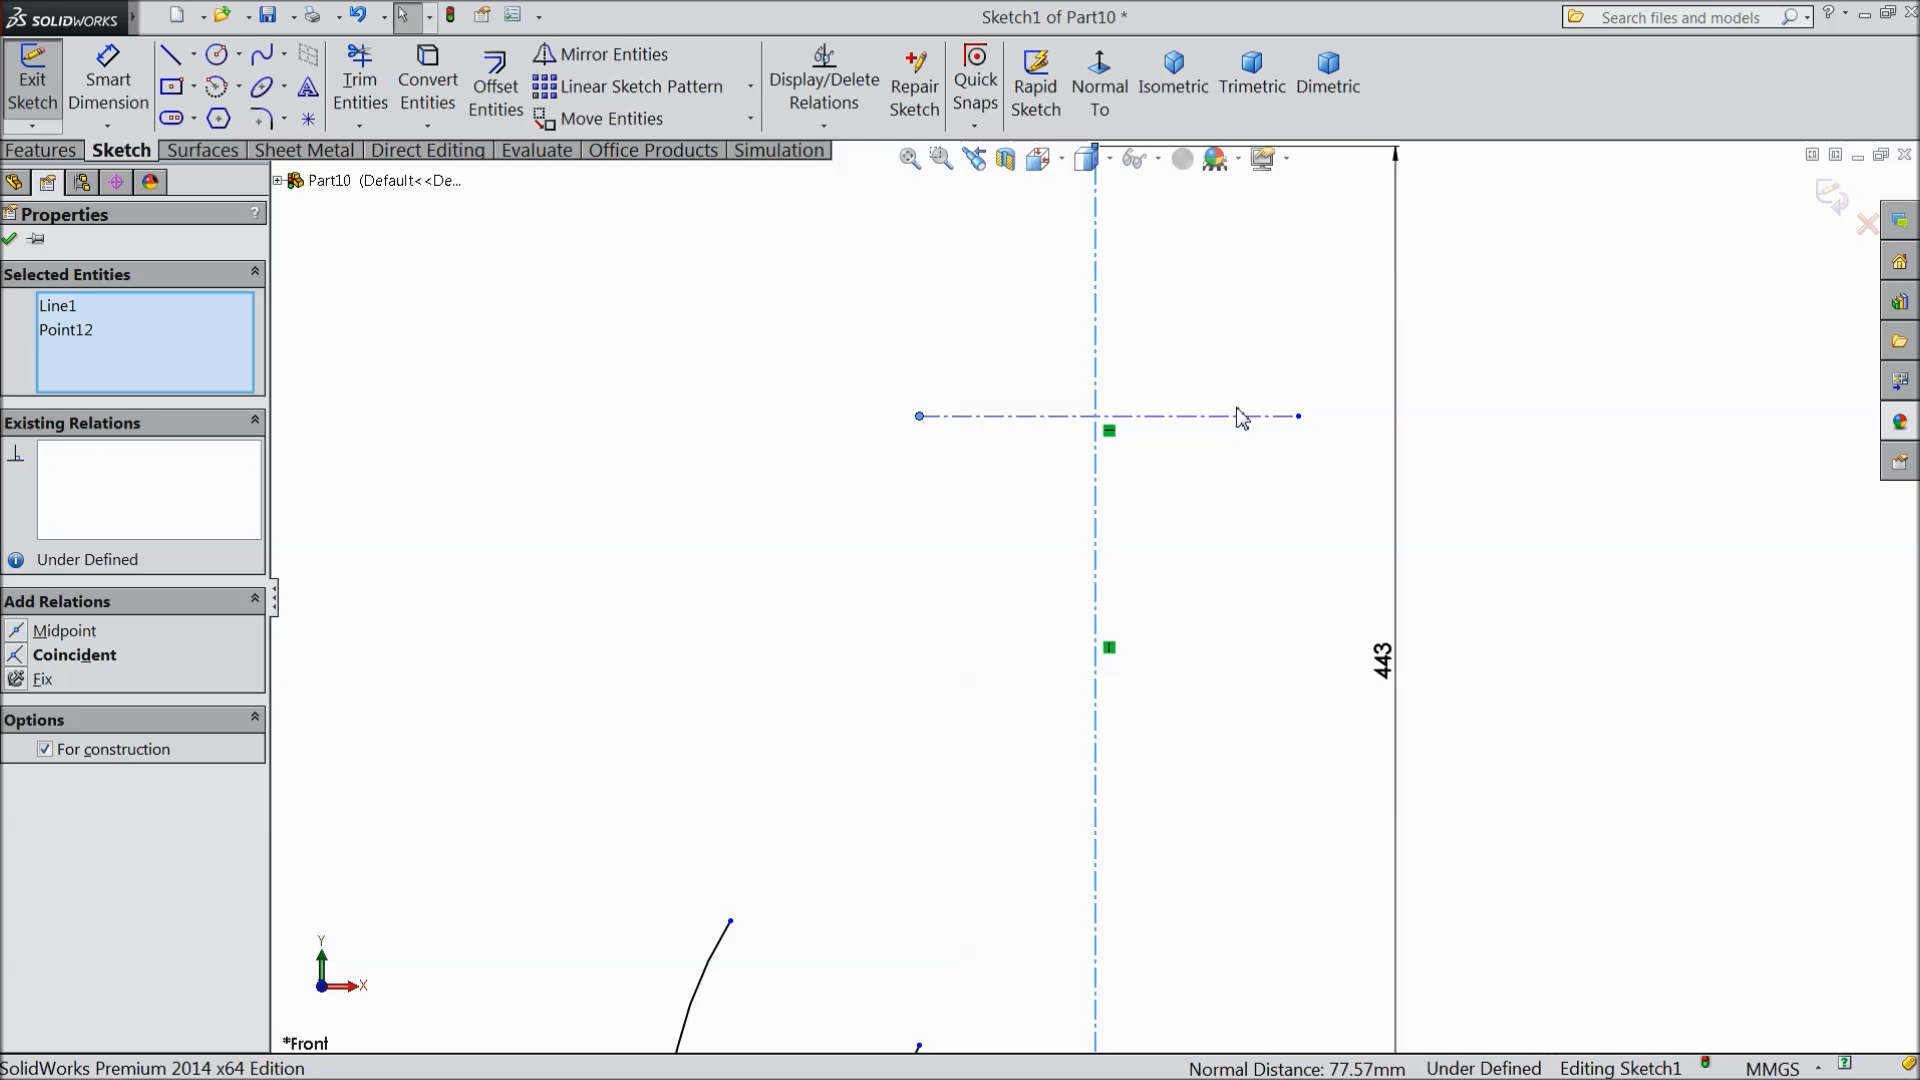 SOLIDWORKS
Sketch1 of Part10 *
Search files and models
Exit Sketch
Smart Dimension
Trim Entities
Convert Entities
Offset Entities
Mirror Entities
Linear Sketch Pattern
Move Entities
Display/Delete Relations
Repair Sketch
Quick Snaps
Rapid Sketch
Normal To
Isometric
Trimetric
Dimetric
Features
Sketch
Surfaces
Sheet Metal
Direct Editing
Evaluate
Office Products
Simulation
Part10 (Default<<De...
Properties
?
Selected Entities
Line1
Point12
Existing Relations
Under Defined
Add Relations
Midpoint
Coincident
Fix
Options
For construction
443
Y
X
*Front
SolidWorks Premium 2014 x64 Edition
Normal Distance: 77.57mm
Under Defined
Editing Sketch1
MMGS